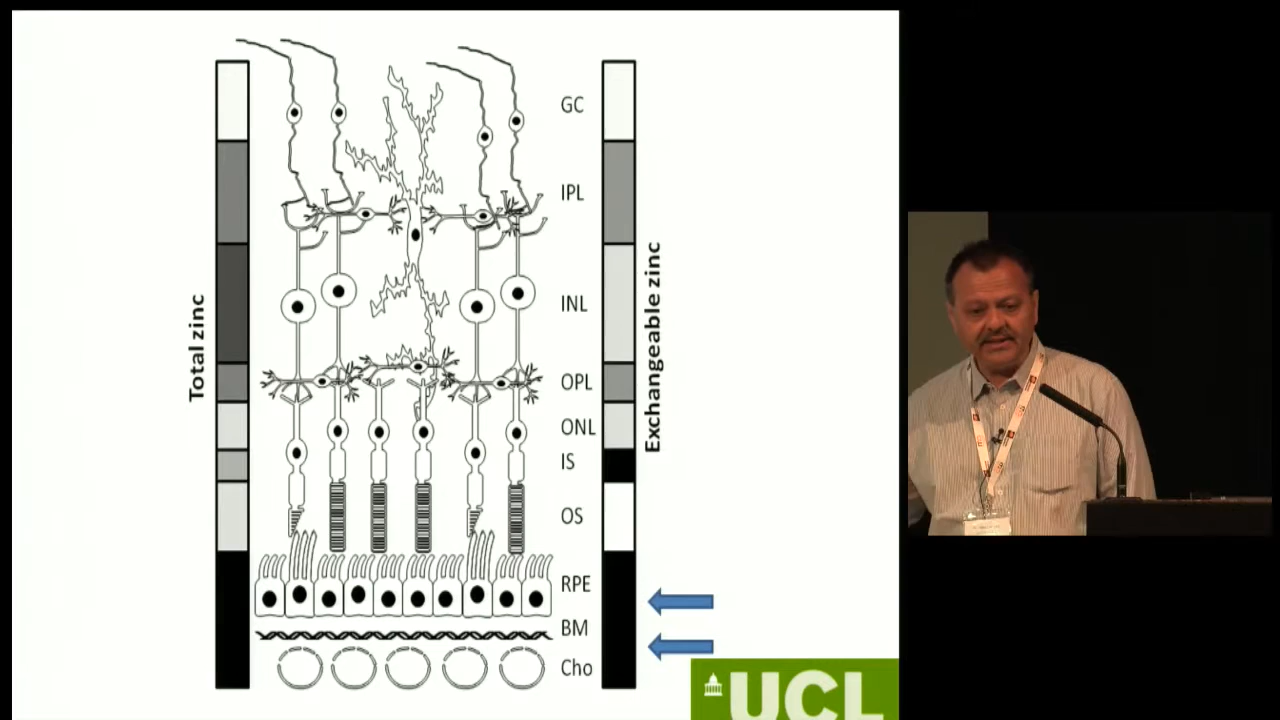 Total zinc
GC
IPL
INL
OPL
ONL
IS
OS
RPE
BM
Cho
Exchangeable zinc
UCL